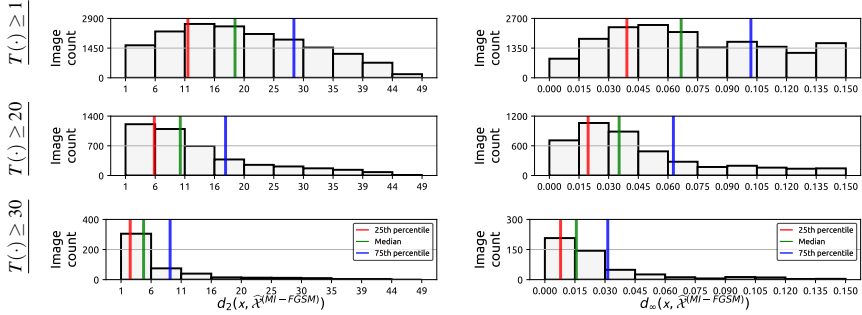 T(·) ≥ 1
Image count
2900
1450
0
1 6 11 16 20 25 30 35 39 44 49
Image count
2700
1350
0
0.000 0.015 0.030 0.045 0.060 0.075 0.090 0.105 0.120 0.135 0.150
T(·) ≥ 20
Image count
1400
700
0
1 6 11 16 20 25 30 35 39 44 49
Image count
1200
600
0
0.000 0.015 0.030 0.045 0.060 0.075 0.090 0.105 0.120 0.135 0.150
T(·) ≥ 30
Image count
400
200
0
25th percentile
Median
75th percentile
1 6 11 16 20 25 30 35 39 44 49
d₂(x, X̂^(MI−FGSM))
Image count
300
150
0
25th percentile
Median
75th percentile
0.000 0.015 0.030 0.045 0.060 0.075 0.090 0.105 0.120 0.135 0.150
d∞(x, X̂^(MI−FGSM))